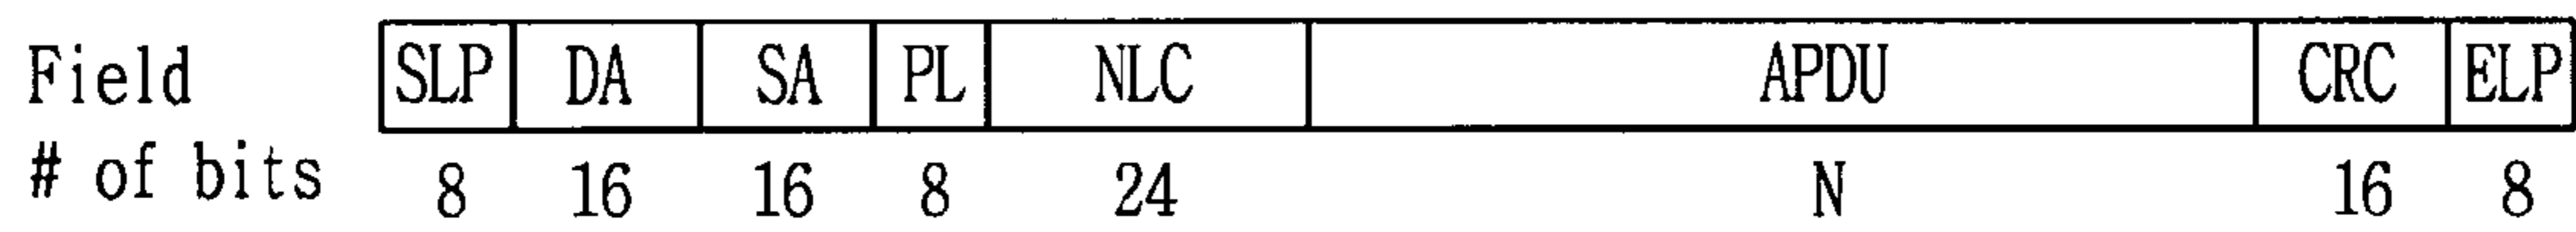 Field SLP DA SA PL NLC APDU CRC ELP
# of bits 8 16 16 8 24 N 16 8